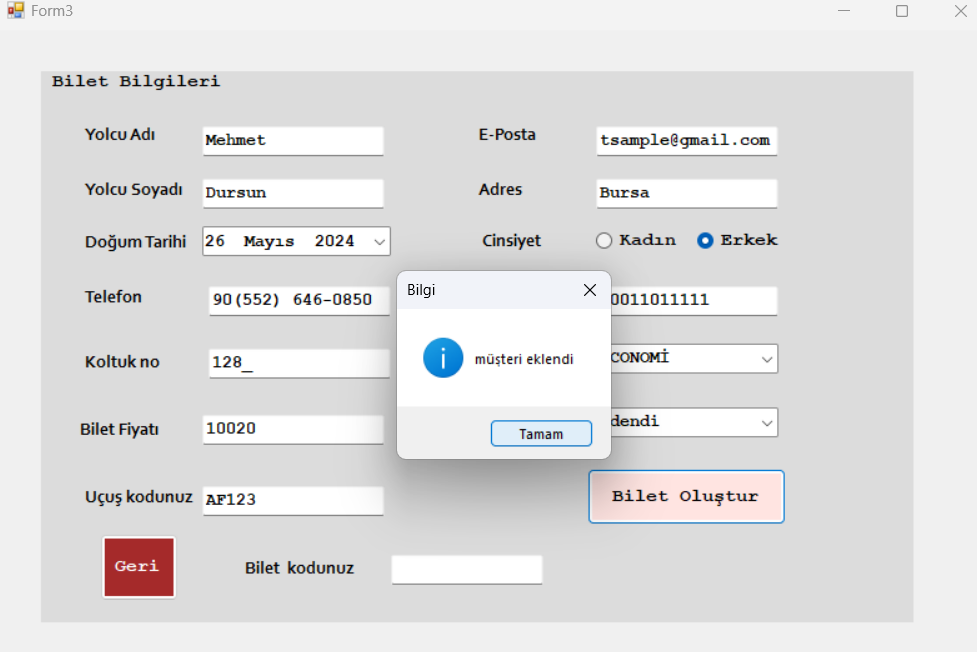 Form3
Bilet Bilgileri
Yolcu Adı Mehmet E-Posta tsample@gmail.com
Yolcu Soyadı Dursun Adres Bursa
Doğum Tarihi 26 Mayıs 2024 Cinsiyet Kadın Erkek
Telefon 90(552) 646-0850 0011011111
Bilgi
müşteri eklendi
Tamam
Koltuk no 128_ CONOMİ
Bilet Fiyatı 10020 dendi
Uçuş kodunuz AF123 Bilet Oluştur
Geri Bilet kodunuz